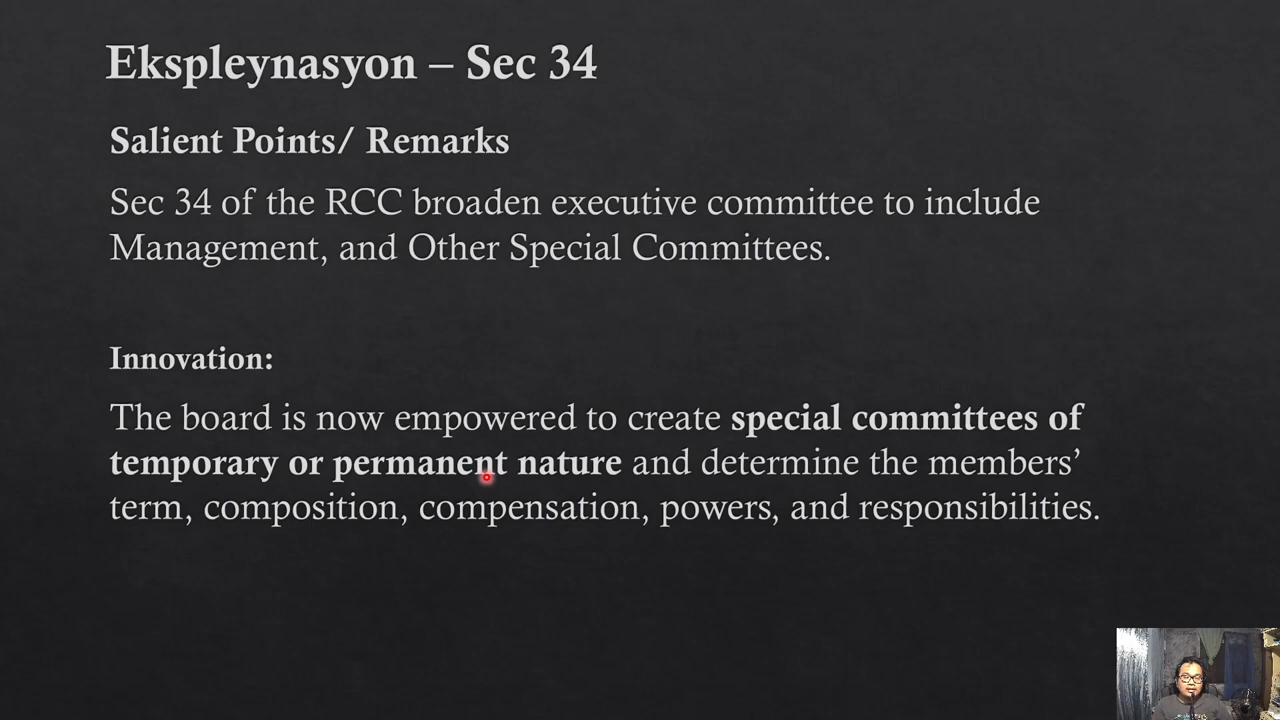 Ekspleynasyon – Sec 34
Salient Points/ Remarks
Sec 34 of the RCC broaden executive committee to include
Management, and Other Special Committees.
Innovation:
The board is now empowered to create special committees of
temporary or permanent nature and determine the members’
term, composition, compensation, powers, and responsibilities.